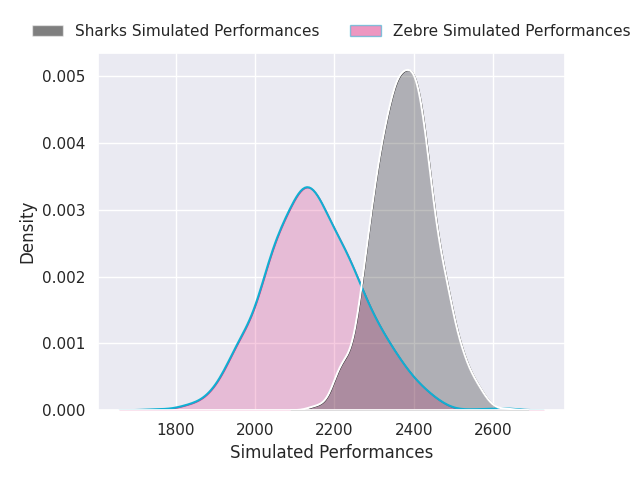 Sharks Simulated Performances Zebre Simulated Performances
0.005
0.004
0.003
0.002
0.001
0.000
Density
1800 2000 2200 2400 2600
Simulated Performances